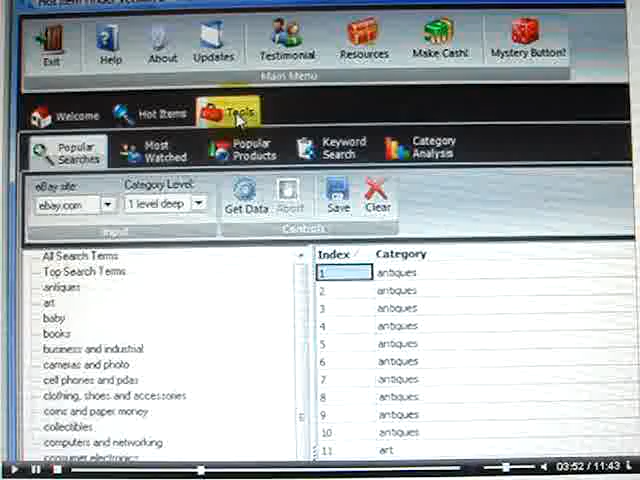 Hot Item Finder
Exit
Help
About
Updates
Testimonial
Resources
Make Cash!
Mystery Button!
Main Menu
Welcome
Hot Items
Tools
Popular Searches
Most Watched
Popular Products
Keyword Search
Category Analysis
eBay site:
Category Level:
ebay.com
1 level deep
Get Data
Abort
Save
Clear
Input
Controls
All Search Terms
Top Search Terms
antiques
art
baby
books
business and industrial
cameras and photo
cell phones and pdas
clothing, shoes and accessories
coins and paper money
collectibles
computers and networking
consumer electronics
Index
Category
1 antiques
2 antiques
3 antiques
4 antiques
5 antiques
6 antiques
7 antiques
8 antiques
9 antiques
10 antiques
11 art
03:52 / 11:43